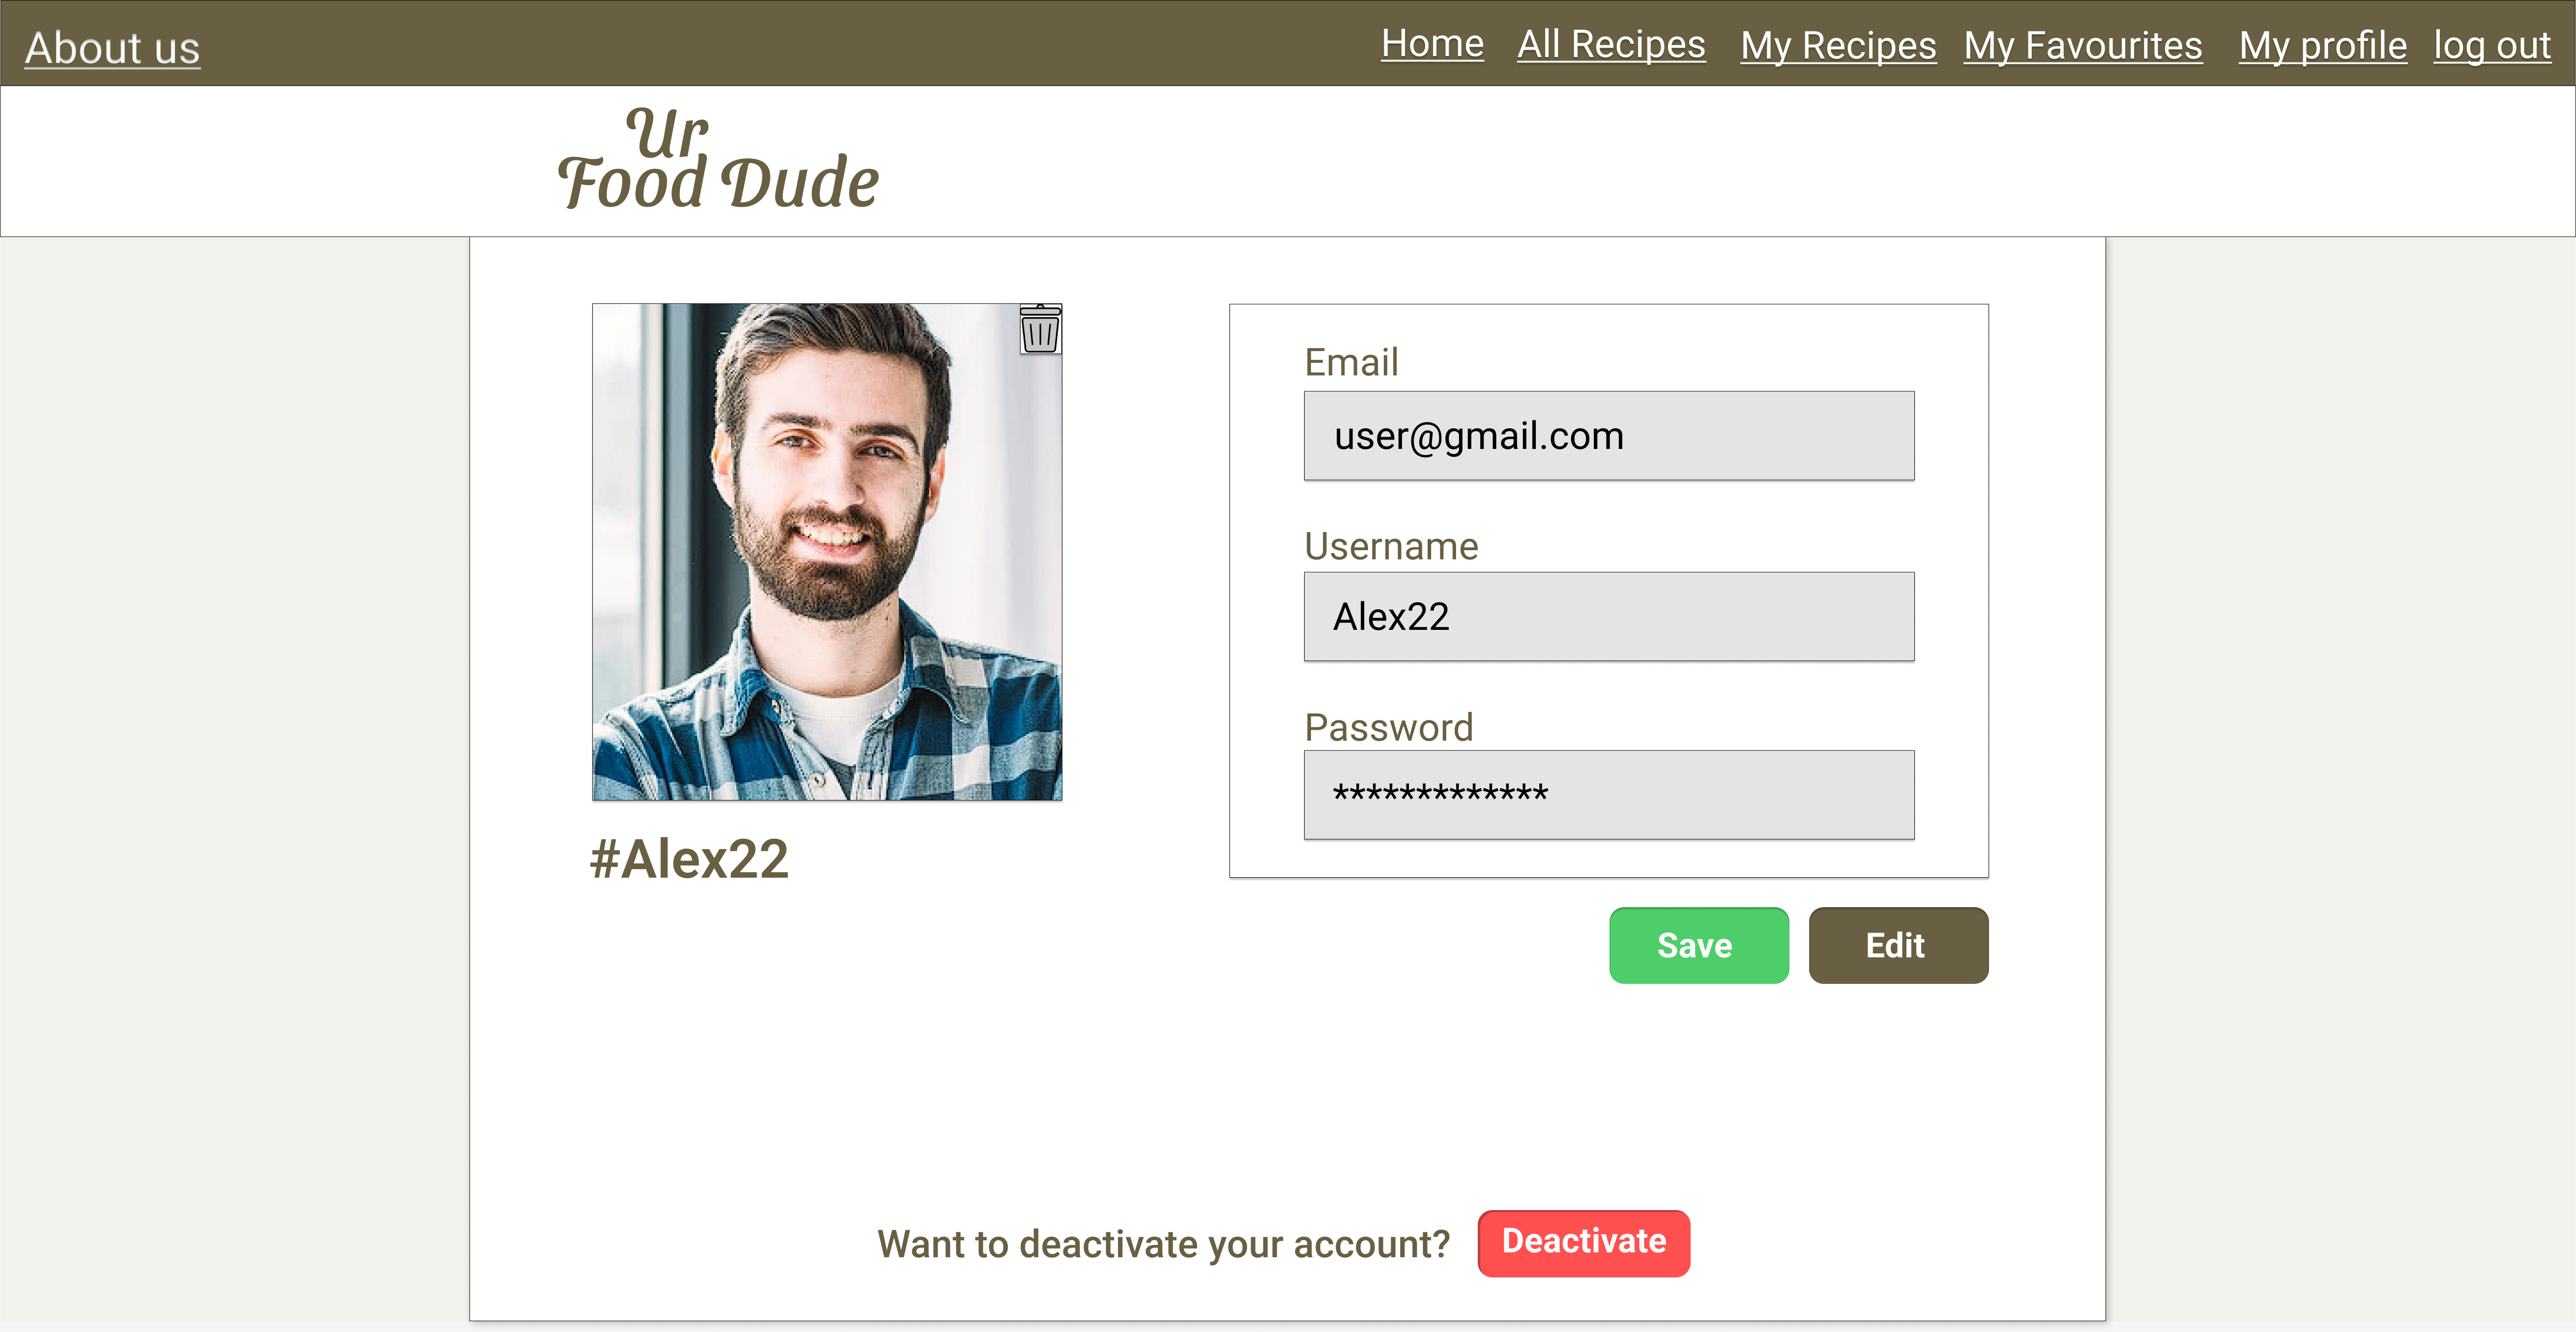 About us
Home All Recipes My Recipes My Favourites My profile log out
Ur
Food Dude
Email
user@gmail.com
Username
Alex22
Password
*************
#Alex22
Save Edit
Want to deactivate your account? Deactivate